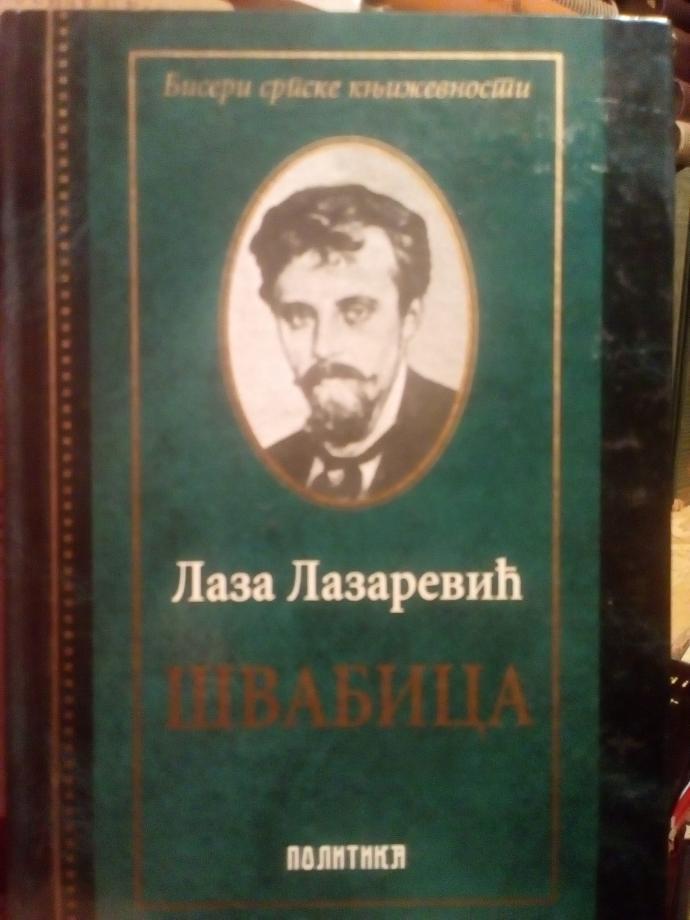 Бисери српске књижевности
Лаза Лазаревић
ШВАБИЦА
ПОЛИТИКА